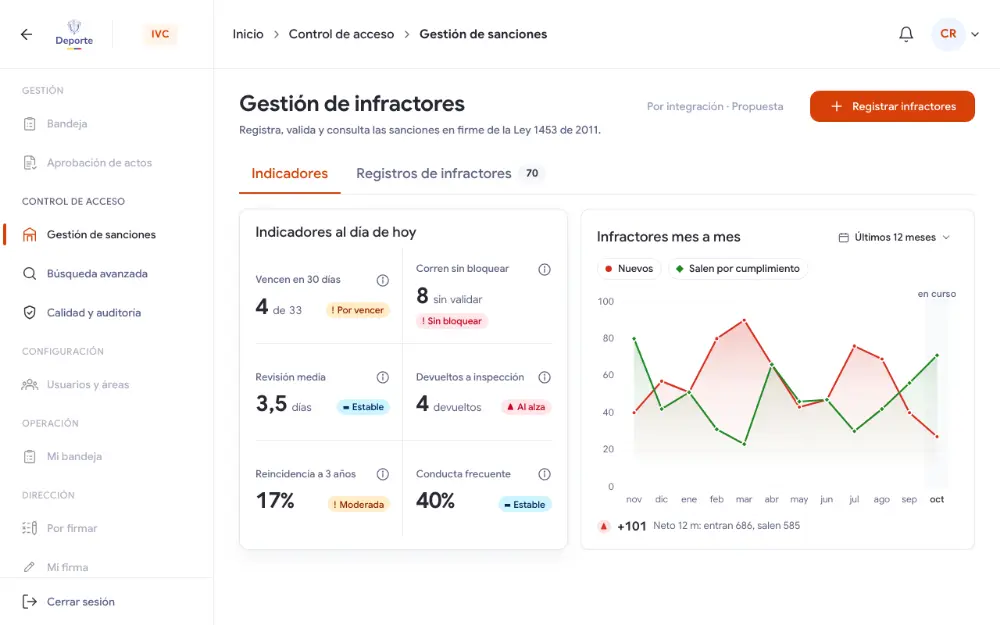 Deporte
IVC
Inicio > Control de acceso > Gestión de sanciones
CR
GESTIÓN
Bandeja
Aprobación de actos
CONTROL DE ACCESO
Gestión de sanciones
Búsqueda avanzada
Calidad y auditoría
CONFIGURACIÓN
Usuarios y áreas
OPERACIÓN
Mi bandeja
DIRECCIÓN
Por firmar
Mi firma
Cerrar sesión
Gestión de infractores
Registra, valida y consulta las sanciones en firme de la Ley 1453 de 2011.
Por integración · Propuesta
+ Registrar infractores
Indicadores
Registros de infractores 70
Indicadores al día de hoy
Vencen en 30 días
4 de 33
! Por vencer
Corren sin bloquear
8 sin validar
! Sin bloquear
Revisión media
3,5 días
Estable
Devueltos a inspección
4 devueltos
▲ Al alza
Reincidencia a 3 años
17%
! Moderada
Conducta frecuente
40%
Estable
Infractores mes a mes
Últimos 12 meses
Nuevos
Salen por cumplimiento
en curso
100
80
60
40
20
0
nov dic ene feb mar abr may jun jul ago sep oct
▲ +101 Neto 12 m: entran 686, salen 585